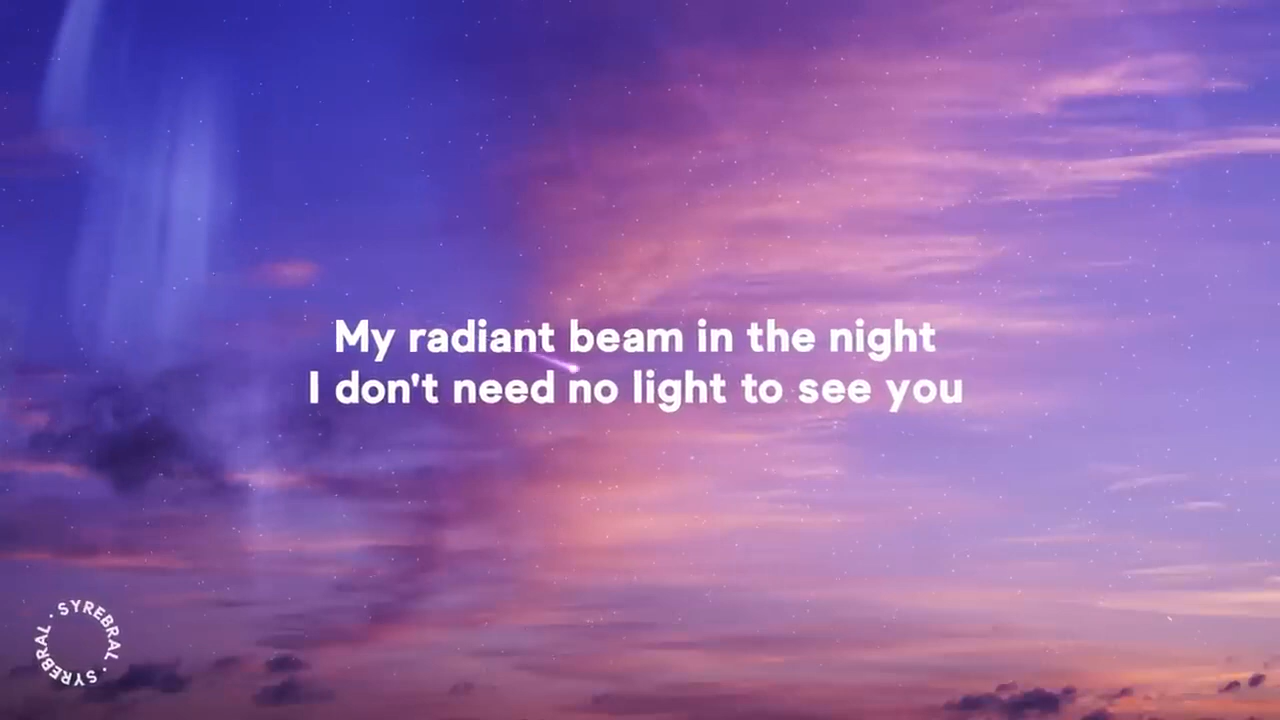 My radiant beam in the night
I don't need no light to see you
SYREBRAL · SYREBRAL ·